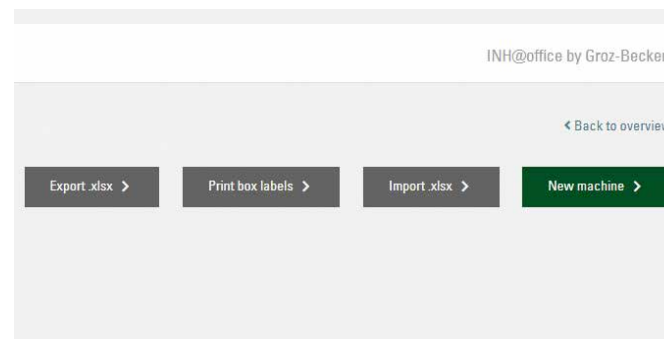 INH@office by Groz-Becker
Back to overview
Export .xlsx
Print box labels
Import .xlsx
New machine